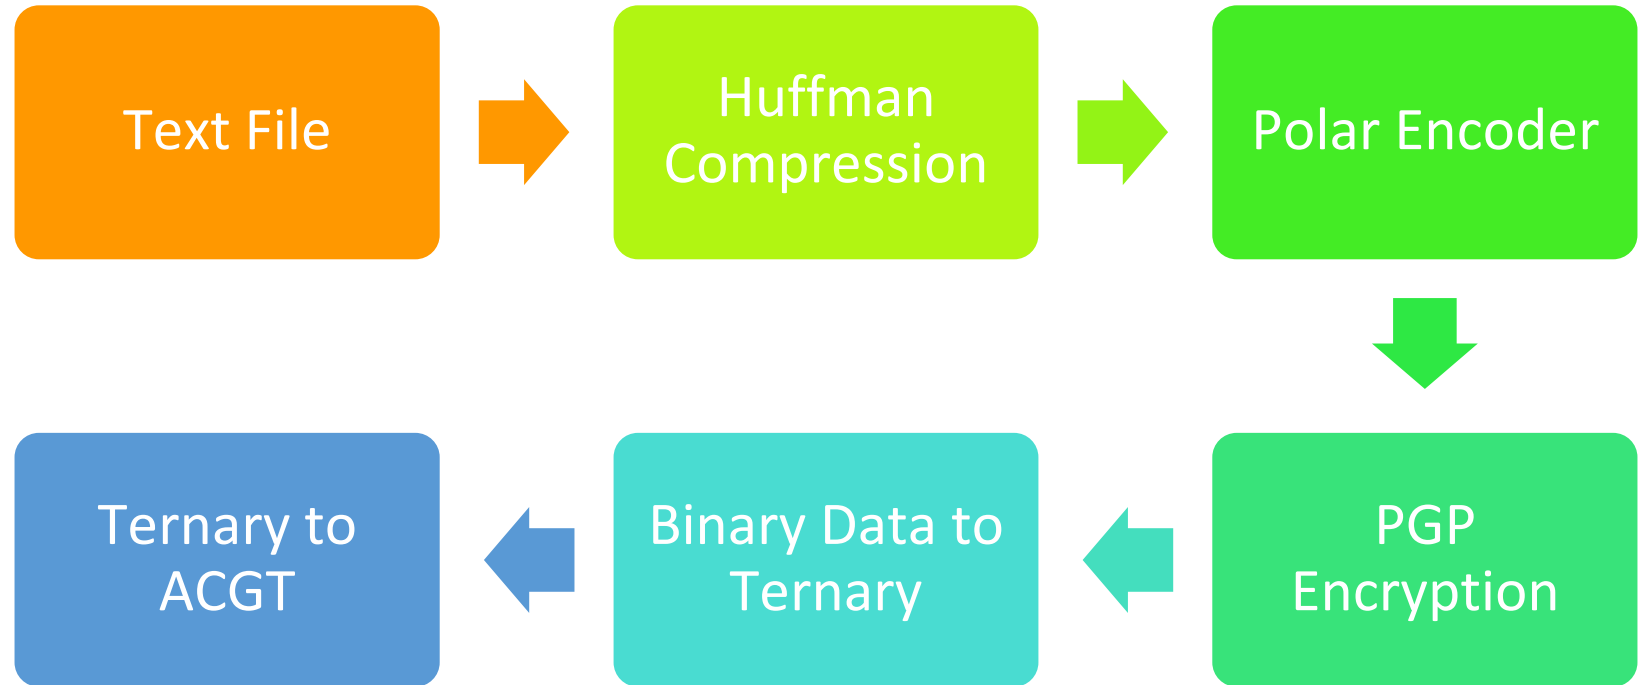 Text File
Huffman
Compression
Polar Encoder
PGP
Encryption
Binary Data to
Ternary
Ternary to
ACGT